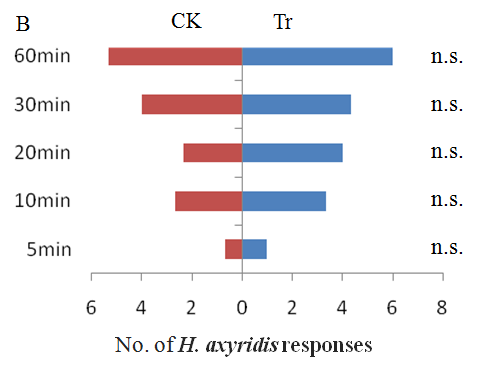 B CK Tr
60min n.s.
30min n.s.
20min n.s.
10min n.s.
5min n.s.
6 4 2 0 2 4 6 8
No. of H. axyridis responses